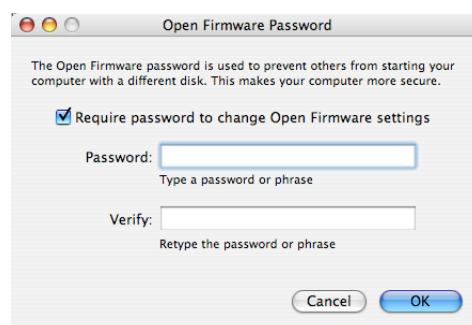 Open Firmware Password
The Open Firmware password is used to prevent others from starting your
computer with a different disk. This makes your computer more secure.
Require password to change Open Firmware settings
Password:
Type a password or phrase
Verify:
Retype the password or phrase
Cancel OK